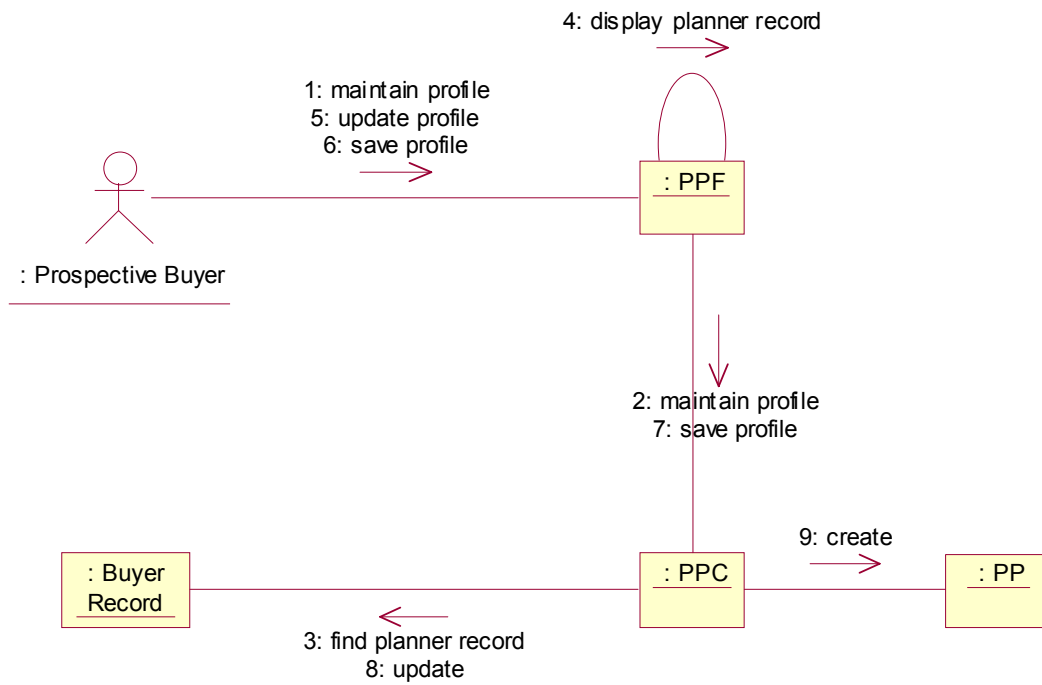 4: display planner record
1: maintain profile
5: update profile
6: save profile
: PPF
: Prospective Buyer
2: maintain profile
7: save profile
9: create
: Buyer
Record
: PPC
: PP
3: find planner record
8: update